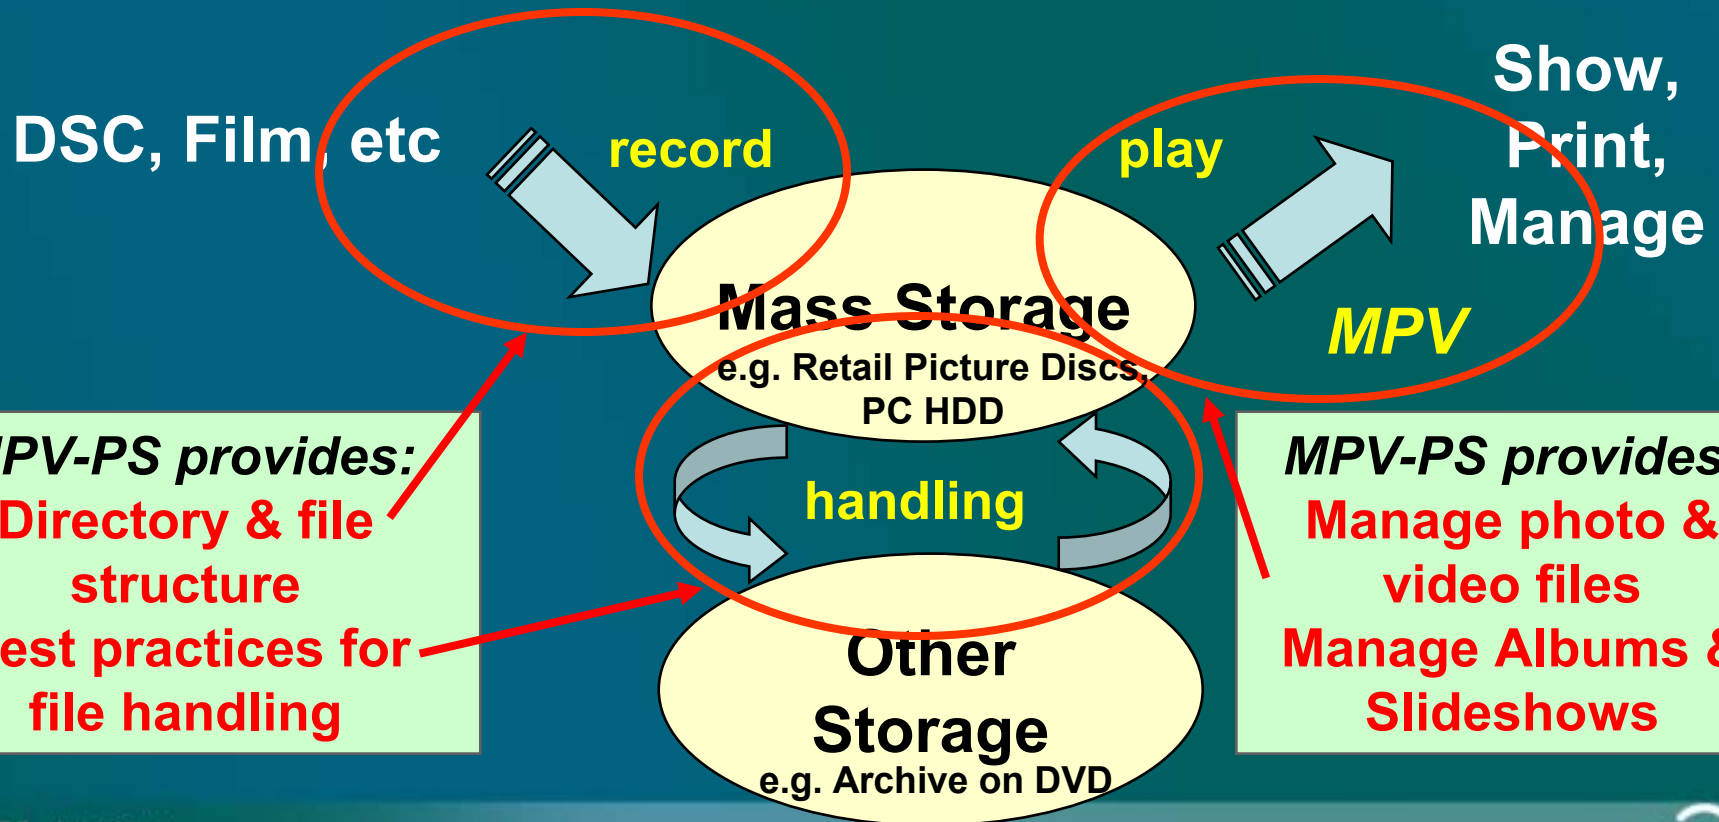 DSC, Film, etc
record
play
Show,
Print,
Manage
MPV
Mass Storage
e.g. Retail Picture Discs,
PC HDD
handling
Other
Storage
e.g. Archive on DVD
PV-PS provides:
Directory & file
structure
est practices for
file handling
MPV-PS provides
Manage photo &
video files
Manage Albums &
Slideshows